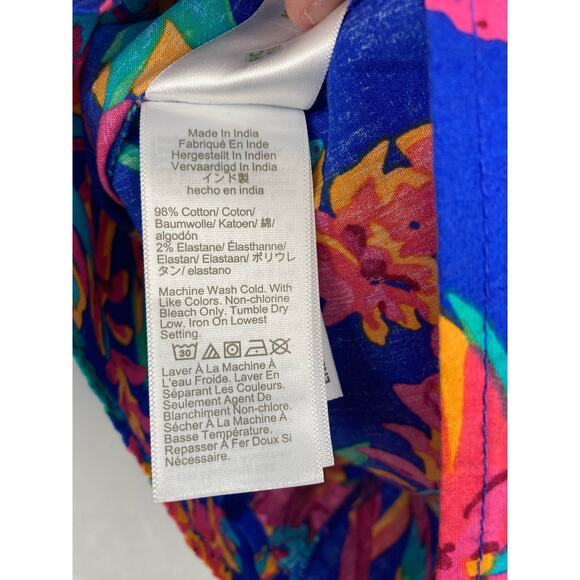 Made In India
Fabriqué En Inde
Hergestellt In Indien
Vervaardigd In India
インド製
hecho en india
98% Cotton/ Coton/
Baumwolle/ Katoen/ 綿/
algodón
2% Elastane/ Élasthanne/
Elastan/ Elastaan/ ポリウレ
タン/ elastano
Machine Wash Cold. With
Like Colors. Non-chlorine
Bleach Only. Tumble Dry
Low. Iron On Lowest
Setting.
30
Laver À La Machine À
L'eau Froide. Laver En
Séparant Les Couleurs.
Seulement Agent De
Blanchiment Non-chlore.
Sécher À La Machine À
Basse Température.
Repasser À Fer Doux Si
Nécessaire.